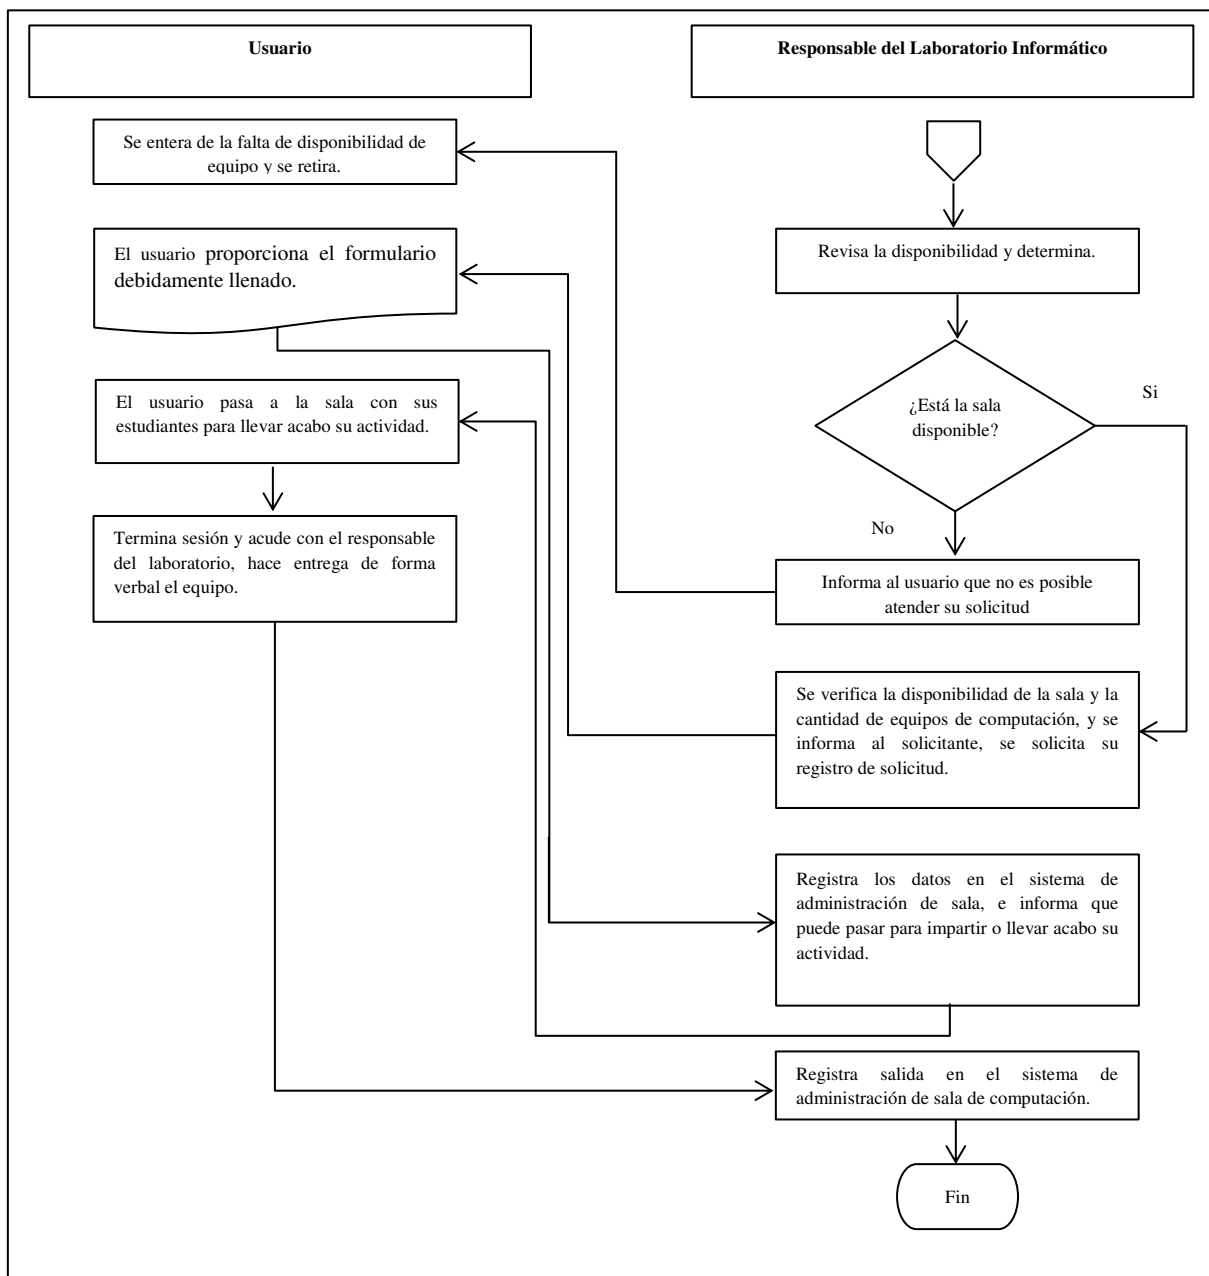 Usuario
Responsable del Laboratorio Informático
Se entera de la falta de disponibilidad de
equipo y se retira.
El usuario proporciona el formulario
debidamente llenado.
El usuario pasa a la sala con sus
estudiantes para llevar acabo su actividad.
Termina sesión y acude con el responsable
del laboratorio, hace entrega de forma
verbal el equipo.
Revisa la disponibilidad y determina.
¿Está la sala
disponible?
Si
No
Informa al usuario que no es posible
atender su solicitud
Se verifica la disponibilidad de la sala y la
cantidad de equipos de computación, y se
informa al solicitante, se solicita su
registro de solicitud.
Registra los datos en el sistema de
administración de sala, e informa que
puede pasar para impartir o llevar acabo su
actividad.
Registra salida en el sistema de
administración de sala de computación.
Fin